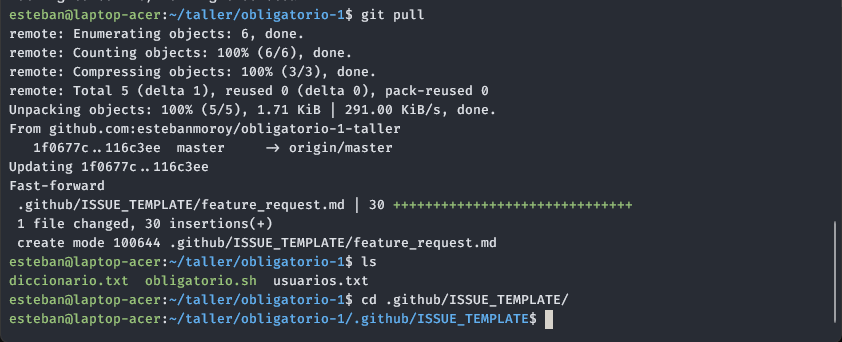 esteban@laptop-acer:~/taller/obligatorio-1$ git pull
remote: Enumerating objects: 6, done.
remote: Counting objects: 100% (6/6), done.
remote: Compressing objects: 100% (3/3), done.
remote: Total 5 (delta 1), reused 0 (delta 0), pack-reused 0
Unpacking objects: 100% (5/5), 1.71 KiB | 291.00 KiB/s, done.
From github.com:estebanmoroy/obligatorio-1-taller
   1f0677c..116c3ee  master     -> origin/master
Updating 1f0677c..116c3ee
Fast-forward
 .github/ISSUE_TEMPLATE/feature_request.md | 30 ++++++++++++++++++++++++++++++
 1 file changed, 30 insertions(+)
 create mode 100644 .github/ISSUE_TEMPLATE/feature_request.md
esteban@laptop-acer:~/taller/obligatorio-1$ ls
diccionario.txt  obligatorio.sh  usuarios.txt
esteban@laptop-acer:~/taller/obligatorio-1$ cd .github/ISSUE_TEMPLATE/
esteban@laptop-acer:~/taller/obligatorio-1/.github/ISSUE_TEMPLATE$